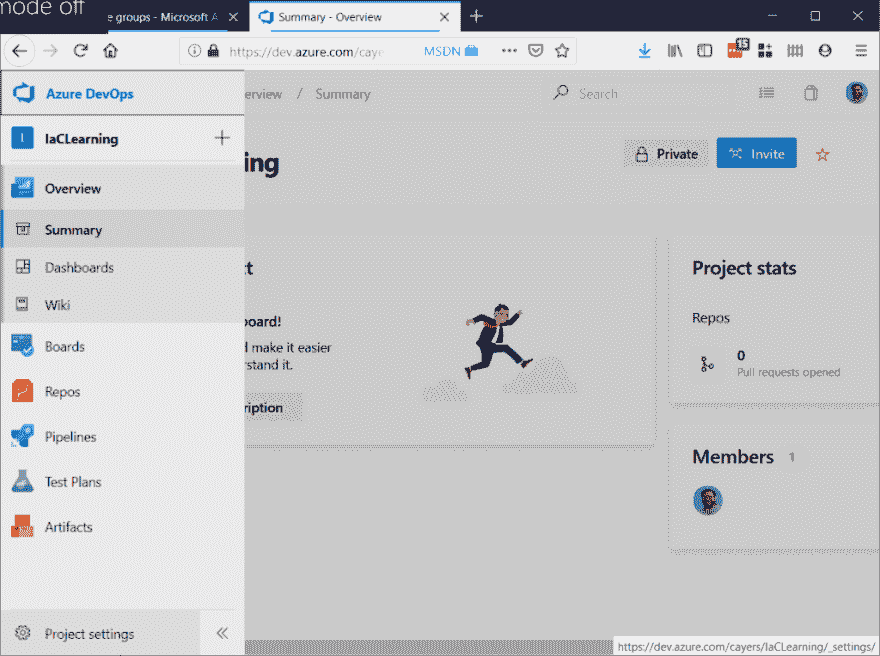 mode off
e groups - Microsoft A
Summary - Overview
https://dev.azure.com/caye
MSDN
Azure DevOps
erview / Summary
Search
I
IaCLearning
ing
Private
Invite
Overview
Summary
Dashboards
Wiki
Boards
Repos
Pipelines
Test Plans
Artifacts
Project settings
ct
board!
d make it easier
rstand it.
ription
Project stats
Repos
0
Pull requests opened
Members 1
https://dev.azure.com/cayers/IaCLearning/_settings/